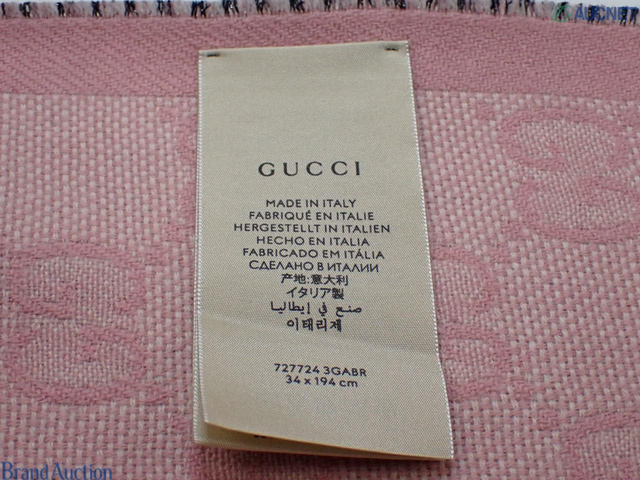 AUCNET
GUCCI
MADE IN ITALY
FABRIQUÉ EN ITALIE
HERGESTELLT IN ITALIEN
HECHO EN ITALIA
FABRICADO EM ITÁLIA
СДЕЛАНО В ИТАЛИИ
产地:意大利
イタリア製
صنع في إيطاليا
이태리제
727724 3GABR
34 x 194 cm
Brand Auction